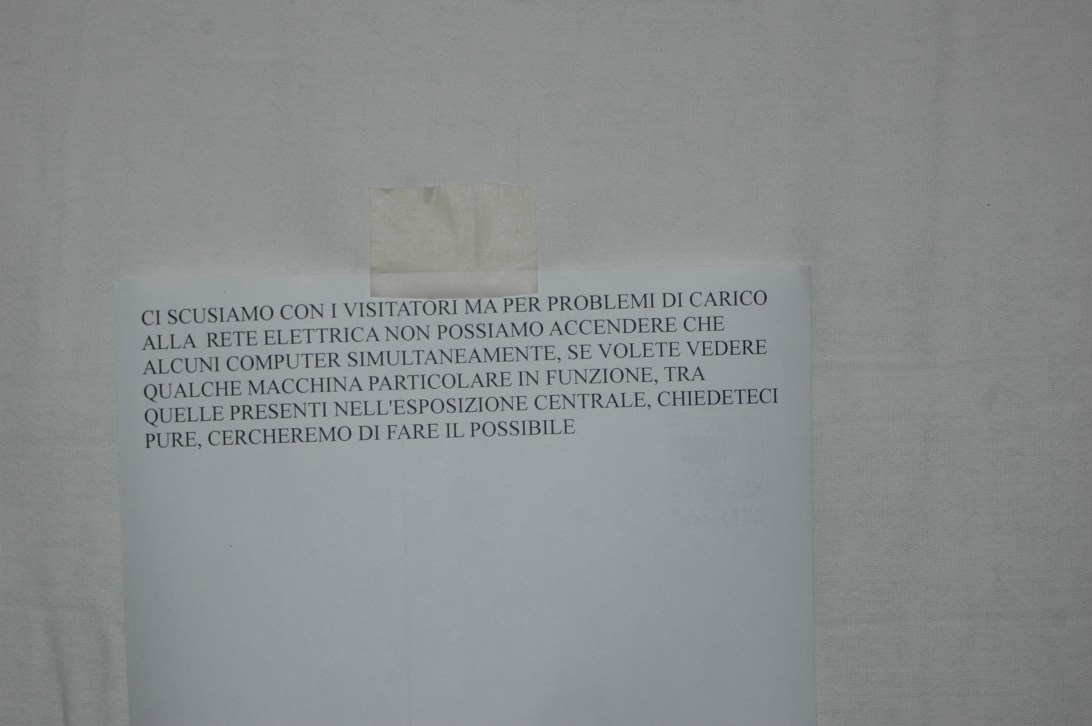 CI SCUSIAMO CON I VISITATORI MA PER PROBLEMI DI CARICO
ALLA RETE ELETTRICA NON POSSIAMO ACCENDERE CHE
ALCUNI COMPUTER SIMULTANEAMENTE, SE VOLETE VEDERE
QUALCHE MACCHINA PARTICOLARE IN FUNZIONE, TRA
QUELLE PRESENTI NELL'ESPOSIZIONE CENTRALE, CHIEDETECI
PURE, CERCHEREMO DI FARE IL POSSIBILE